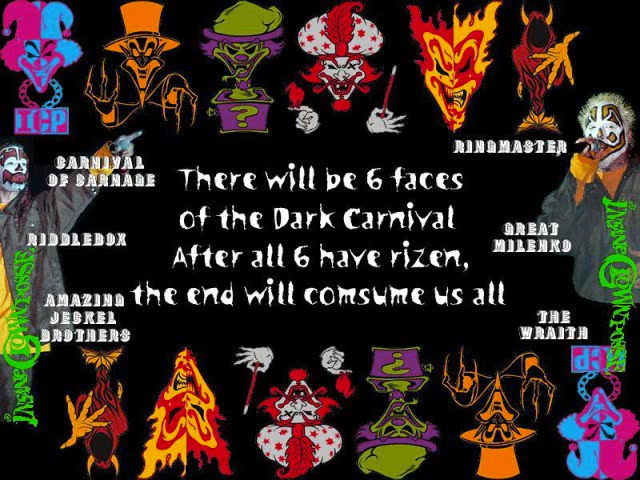 ICP
?
RINGMASTER
CARNIVAL
OF CARNAGE
There will be 6 faces
of the Dark Carnival
After all 6 have rizen,
the end will comsume us all
RIDDLEBOX
GREAT
MILENKO
AMAZING
JECKEL
BROTHERS
THE
WRAITH
INSANE CLOWN POSSE
INSANE CLOWN POSSE
?
ICP